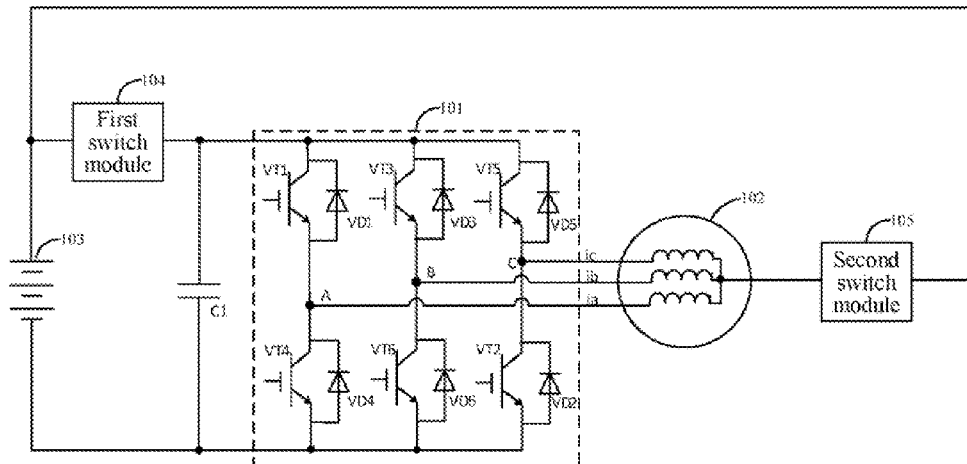 104
First
switch
module
101
VT1
VD1
VT3
VD3
VT5
VD5
102
105
103
C1
A
B
C
ic
ib
ia
Second
switch
module
VT4
VD4
VT6
VD6
VT2
VD2